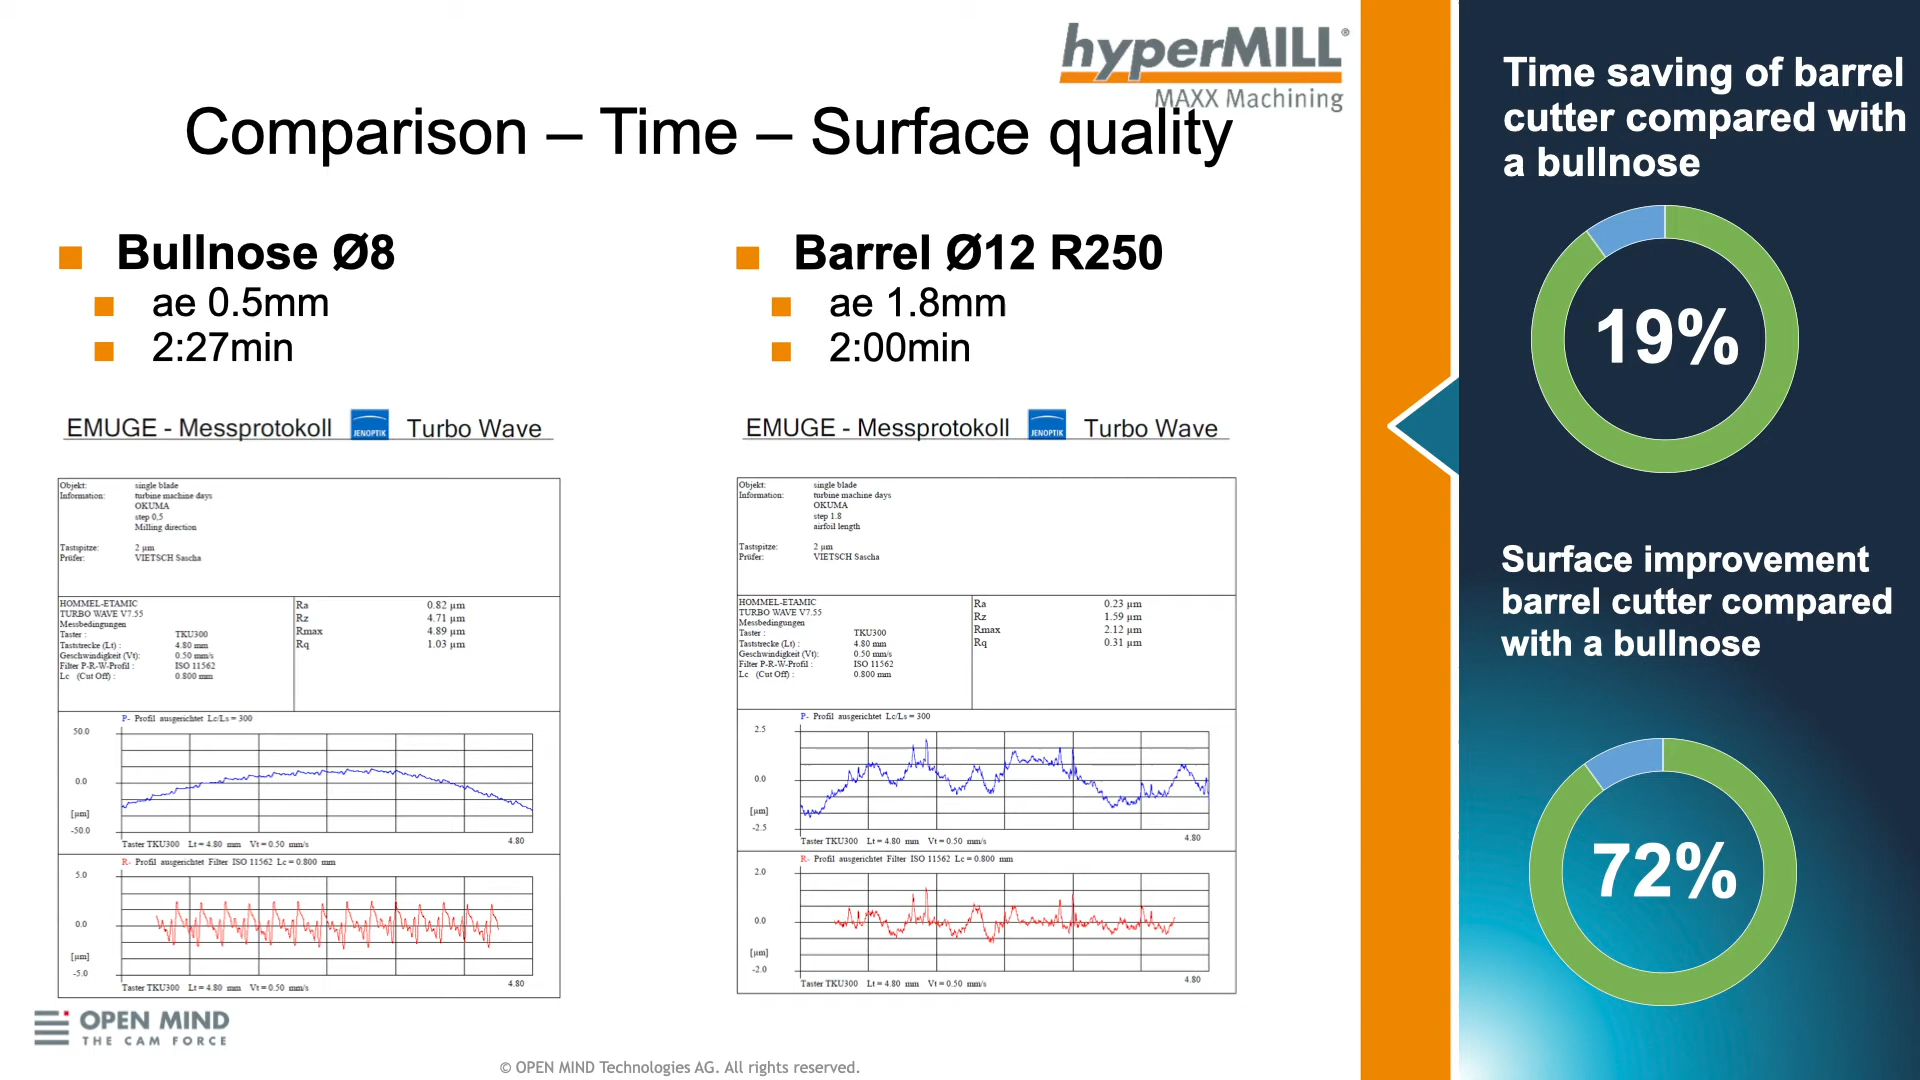 hyperMILL®
MAXX Machining
Comparison – Time – Surface quality
Bullnose Ø8
ae 0.5mm
2:27min
EMUGE - Messprotokoll JENOPTIK Turbo Wave
Objekt: single blade
Information: turbine machine days
OKUMA
step 0,5
Milling direction
Tastspitze: 2 µm
Prüfer: VIETSCH Sascha
HOMMEL-ETAMIC
TURBO WAVE V7.55
Messbedingungen
Taster : TKU300
Taststrecke (Lt) : 4.80 mm
Geschwindigkeit (Vt): 0.50 mm/s
Filter P-R-W-Profil : ISO 11562
Lc (Cut Off) : 0.800 mm
Ra 0.82 µm
Rz 4.71 µm
Rmax 4.89 µm
Rq 1.03 µm
P- Profil ausgerichtet Lc/Ls = 300
50.0
0.0
[µm]
-50.0
4.80
Taster TKU300 Lt = 4.80 mm Vt = 0.50 mm/s
R- Profil ausgerichtet Filter ISO 11562 Lc = 0.800 mm
5.0
0.0
[µm]
-5.0
4.80
Taster TKU300 Lt = 4.80 mm Vt = 0.50 mm/s
Barrel Ø12 R250
ae 1.8mm
2:00min
EMUGE - Messprotokoll JENOPTIK Turbo Wave
Objekt: single blade
Information: turbine machine days
OKUMA
step 1.8
airfoil length
Tastspitze: 2 µm
Prüfer: VIETSCH Sascha
HOMMEL-ETAMIC
TURBO WAVE V7.55
Messbedingungen
Taster : TKU300
Taststrecke (Lt) : 4.80 mm
Geschwindigkeit (Vt): 0.50 mm/s
Filter P-R-W-Profil : ISO 11562
Lc (Cut Off) : 0.800 mm
Ra 0.23 µm
Rz 1.59 µm
Rmax 2.12 µm
Rq 0.31 µm
P- Profil ausgerichtet Lc/Ls = 300
2.5
0.0
[µm]
-2.5
4.80
Taster TKU300 Lt = 4.80 mm Vt = 0.50 mm/s
R- Profil ausgerichtet Filter ISO 11562 Lc = 0.800 mm
2.0
0.0
[µm]
-2.0
4.80
Taster TKU300 Lt = 4.80 mm Vt = 0.50 mm/s
Time saving of barrel
cutter compared with
a bullnose
19%
Surface improvement
barrel cutter compared
with a bullnose
72%
OPEN MIND
THE CAM FORCE
© OPEN MIND Technologies AG. All rights reserved.